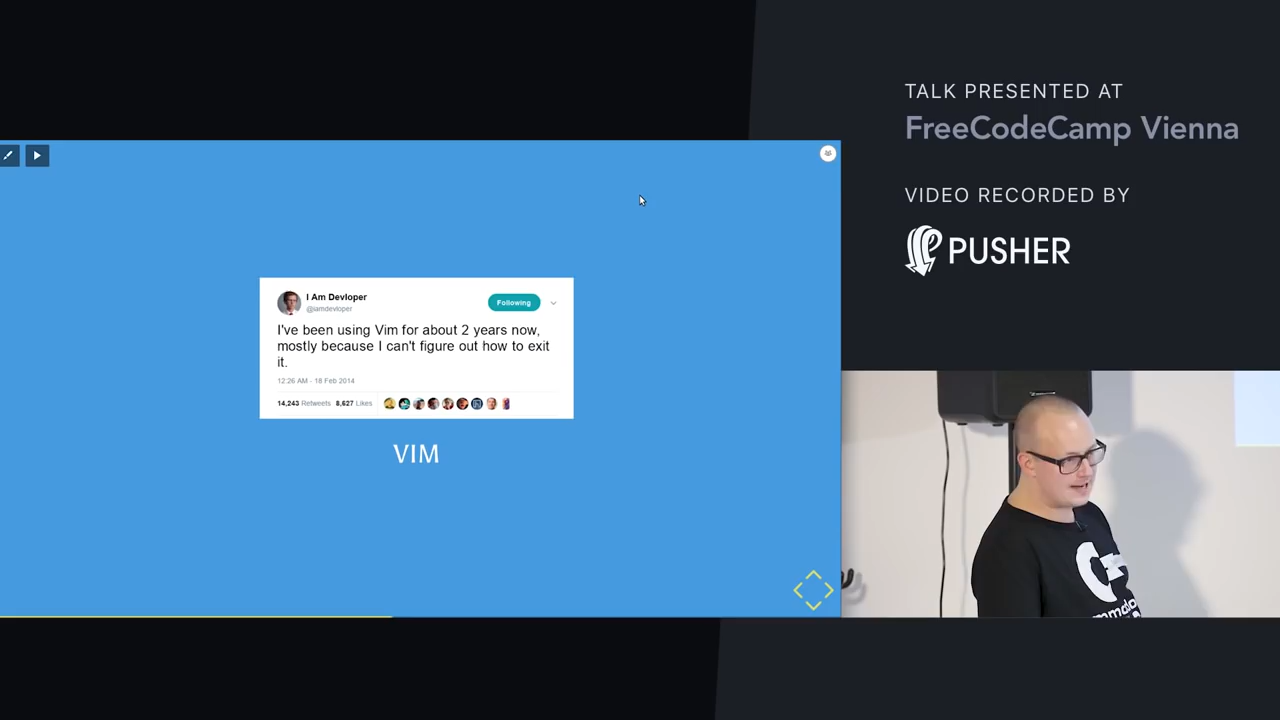 TALK PRESENTED AT
FreeCodeCamp Vienna
VIDEO RECORDED BY
PUSHER
I Am Devloper
@iamdevloper
Following
I've been using Vim for about 2 years now,
mostly because I can't figure out how to exit
it.
12:26 AM - 18 Feb 2014
14,243 Retweets 8,627 Likes
VIM